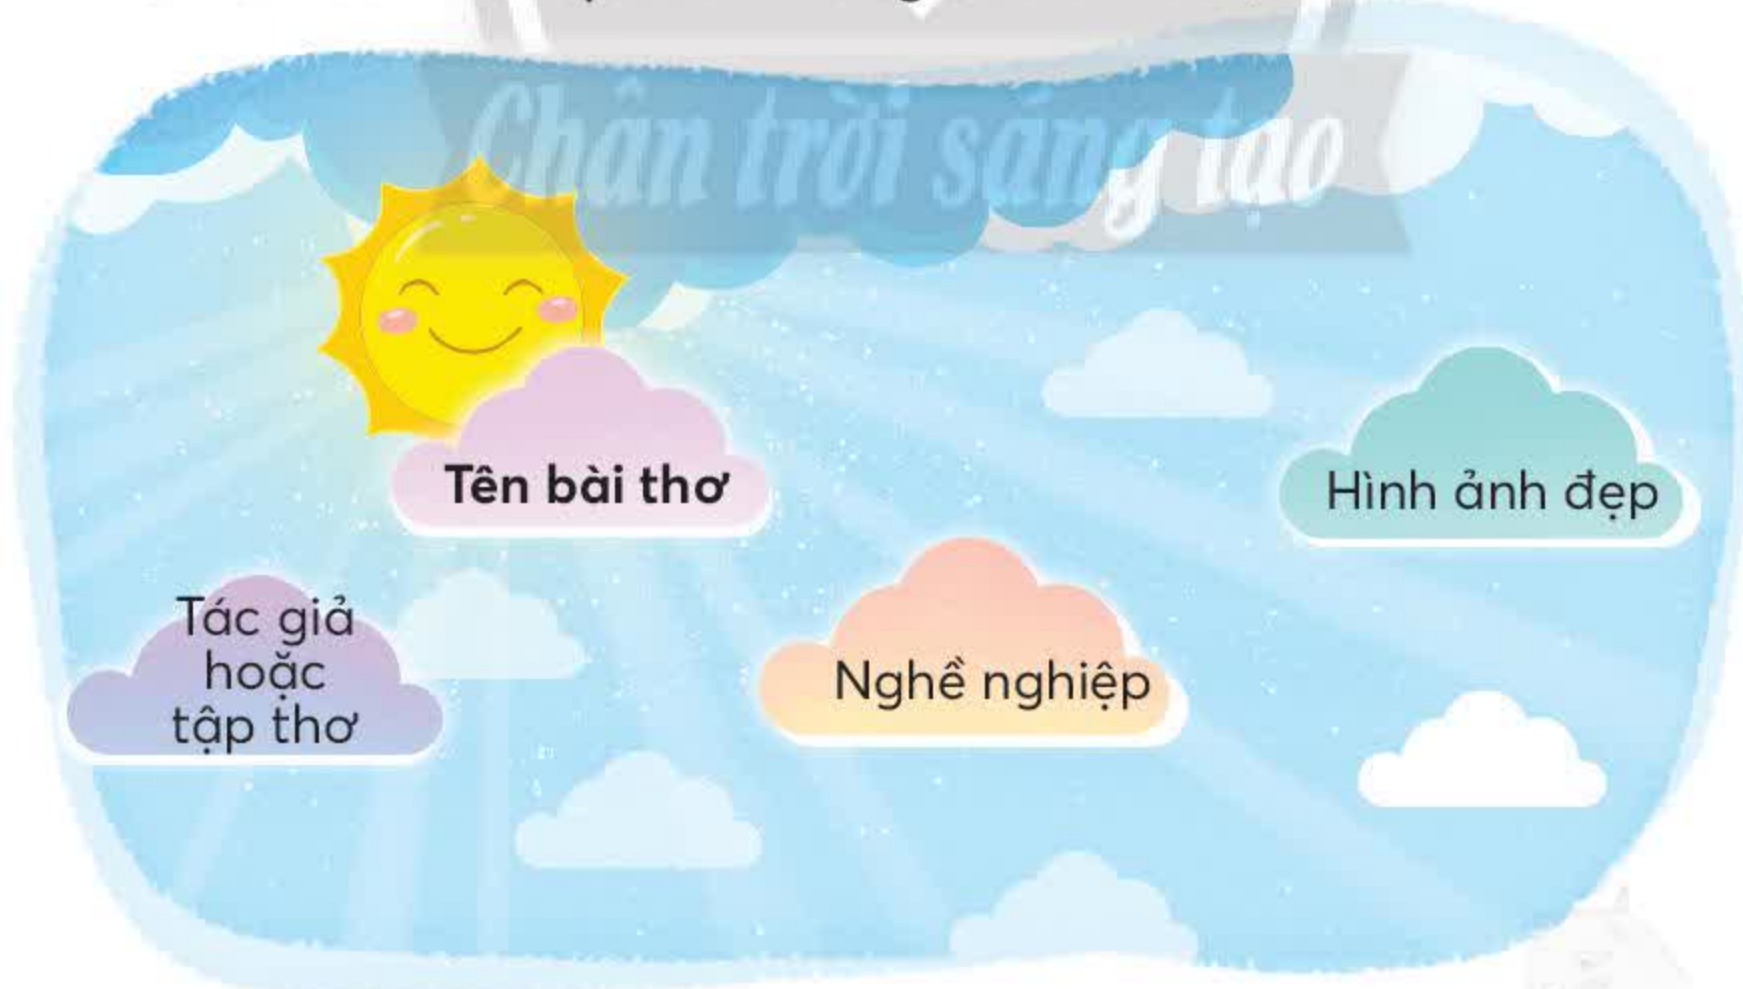 Chân trời sáng tạo
Tên bài thơ
Hình ảnh đẹp
Tác giả
hoặc
tập thơ
Nghề nghiệp